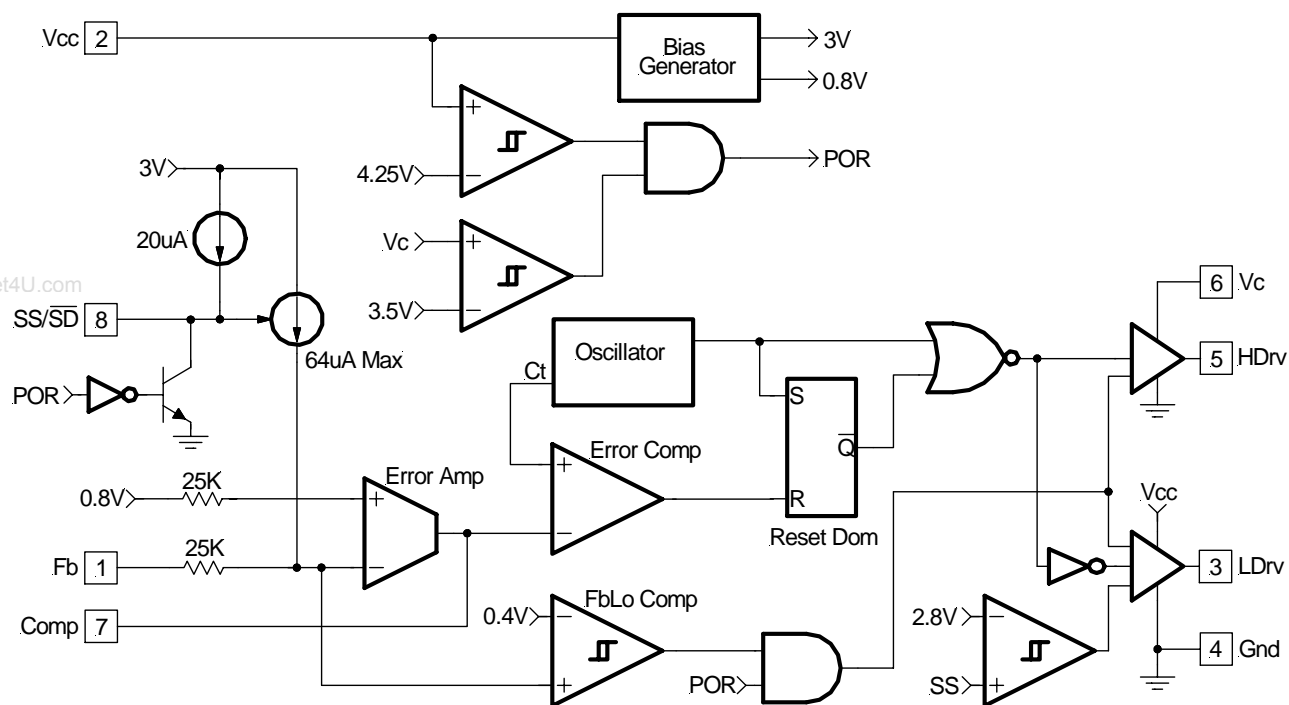 Vcc 2
Bias
Generator
3V
0.8V
4.25V
+
−
POR
3V
20uA
Vc
3.5V
+
−
et4U.com
SS/SD 8
64uA Max
POR
6 Vc
5 HDrv
Oscillator
Ct
S
Q
R
Reset Dom
Error Comp
+
−
Error Amp
+
−
0.8V
25K
Fb 1
25K
Comp 7
FbLo Comp
0.4V
−
+
POR
Vcc
3 LDrv
2.8V
−
SS
+
4 Gnd